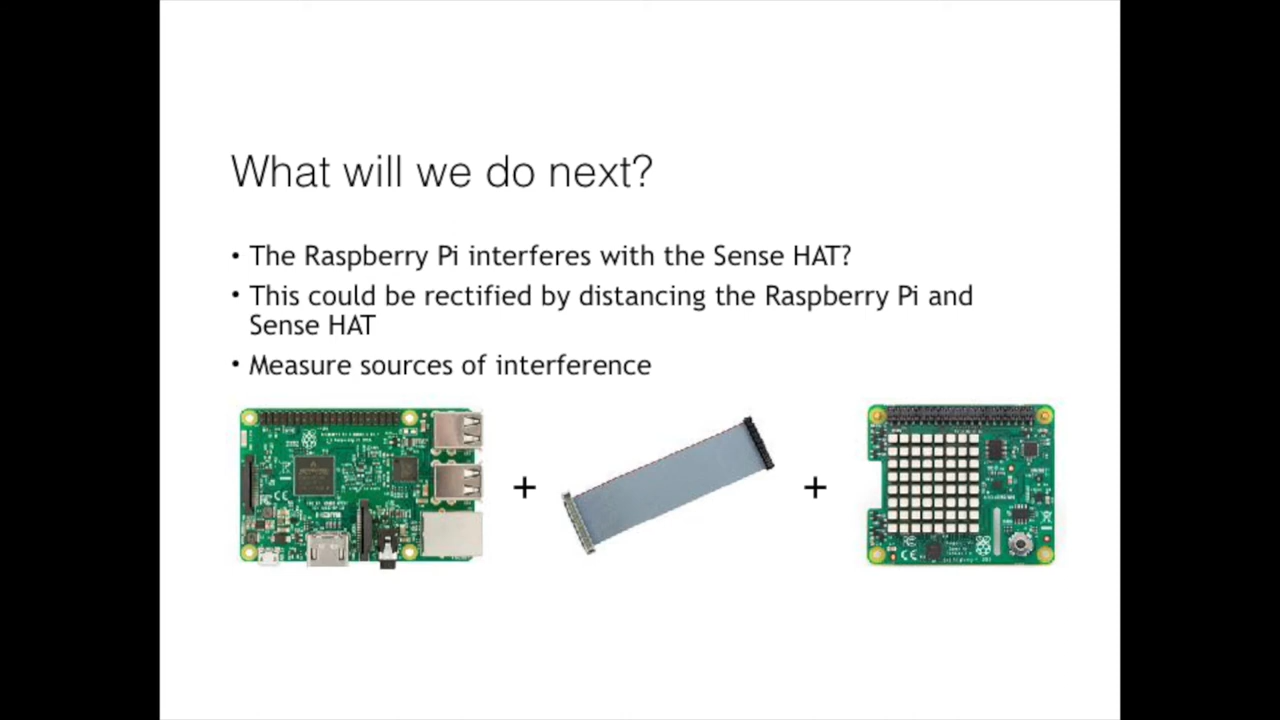 What will we do next?
• The Raspberry Pi interferes with the Sense HAT?
• This could be rectified by distancing the Raspberry Pi and
Sense HAT
• Measure sources of interference
+
+